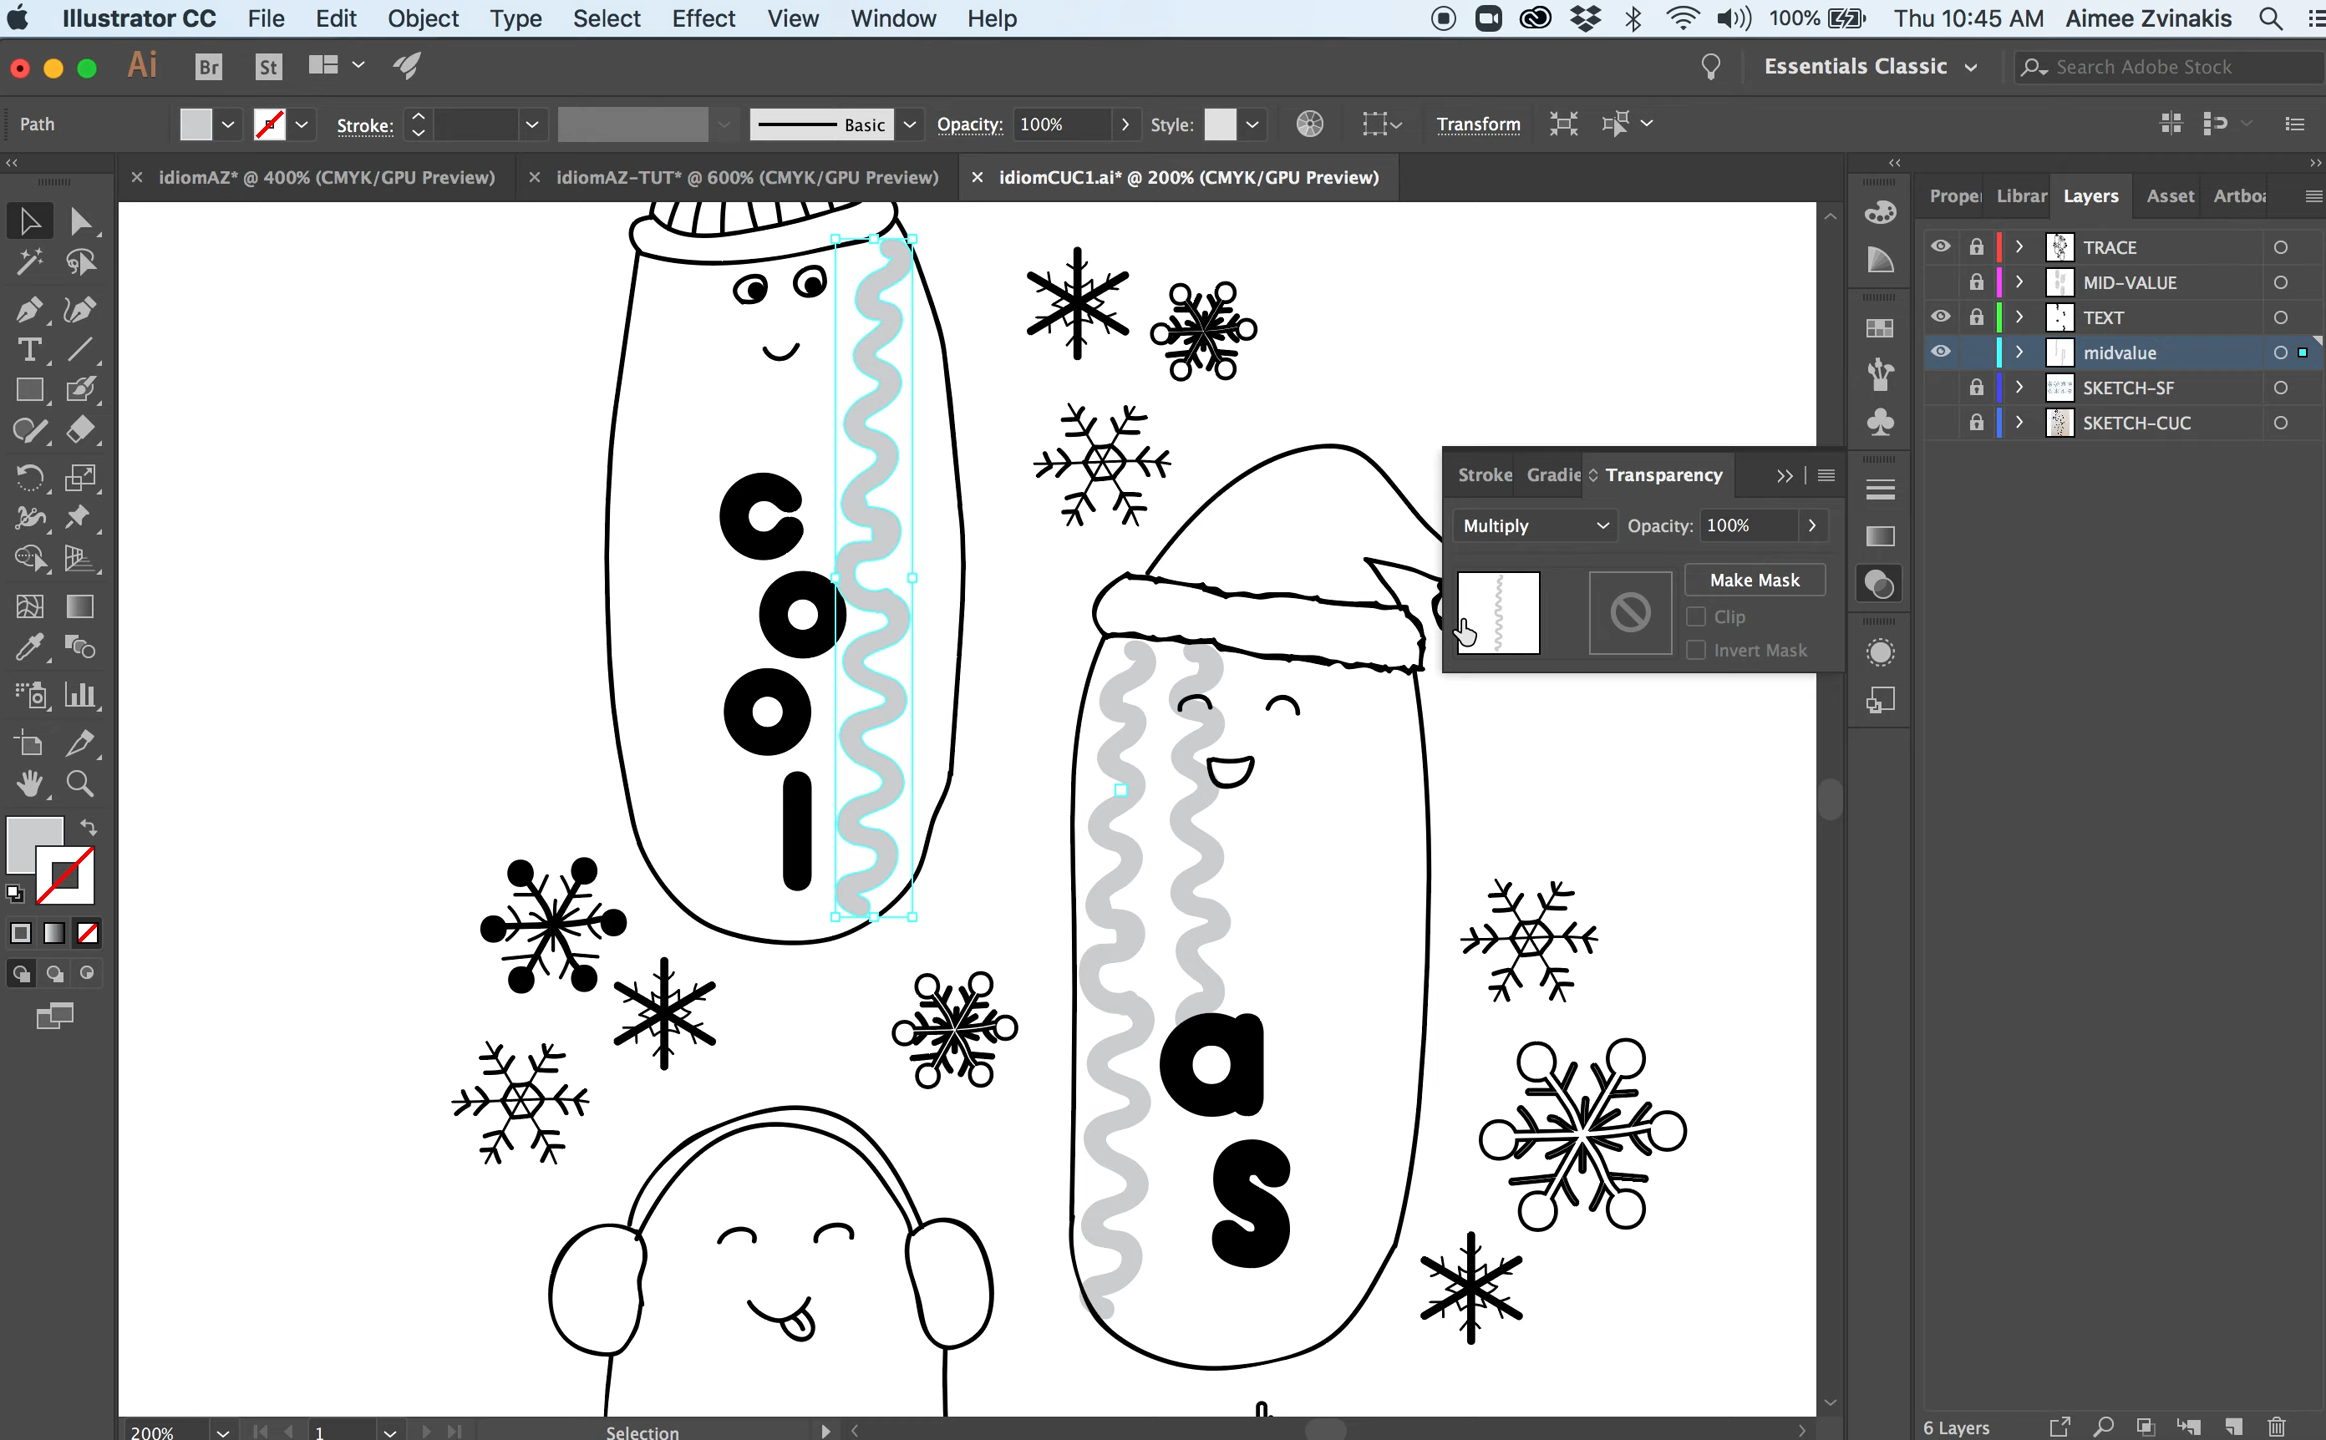 Illustrator CC File Edit Object Type Select Effect View Window Help 100% Thu 10:45 AM Aimee Zvinakis
Ai Br St Essentials Classic Search Adobe Stock
Path Stroke: Basic Opacity: 100% Style: Transform
idiomAZ* @ 400% (CMYK/GPU Preview) idiomAZ-TUT* @ 600% (CMYK/GPU Preview) idiomCUC1.ai* @ 200% (CMYK/GPU Preview)
Proper Librar Layers Asset Artboa
TRACE
MID-VALUE
TEXT
midvalue
SKETCH-SF
SKETCH-CUC
Stroke Gradie Transparency
Multiply Opacity: 100%
Make Mask
Clip
Invert Mask
c
o
o
l
a
s
200% 1 Selection
6 Layers